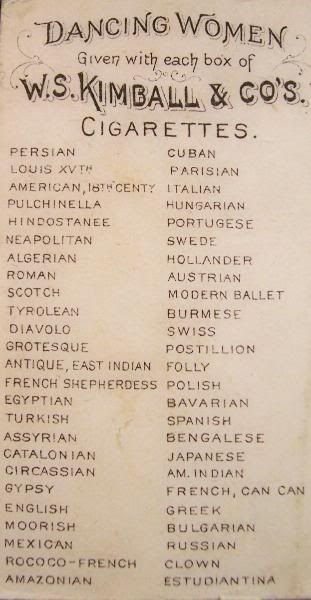 DANCING WOMEN
Given with each box of
W.S. KIMBALL & CO'S.
CIGARETTES.
PERSIAN
LOUIS XVTH
AMERICAN, 18TH CENTY
PULCHINELLA
HINDOSTANEE
NEAPOLITAN
ALGERIAN
ROMAN
SCOTCH
TYROLEAN
DIAVOLO
GROTESQUE
ANTIQUE, EAST INDIAN
FRENCH SHEPHERDESS
EGYPTIAN
TURKISH
ASSYRIAN
CATALONIAN
CIRCASSIAN
GYPSY
ENGLISH
MOORISH
MEXICAN
ROCOCO-FRENCH
AMAZONIAN
CUBAN
PARISIAN
ITALIAN
HUNGARIAN
PORTUGESE
SWEDE
HOLLANDER
AUSTRIAN
MODERN BALLET
BURMESE
SWISS
POSTILLION
FOLLY
POLISH
BAVARIAN
SPANISH
BENGALESE
JAPANESE
AM. INDIAN
FRENCH, CAN CAN
GREEK
BULGARIAN
RUSSIAN
CLOWN
ESTUDIANTINA